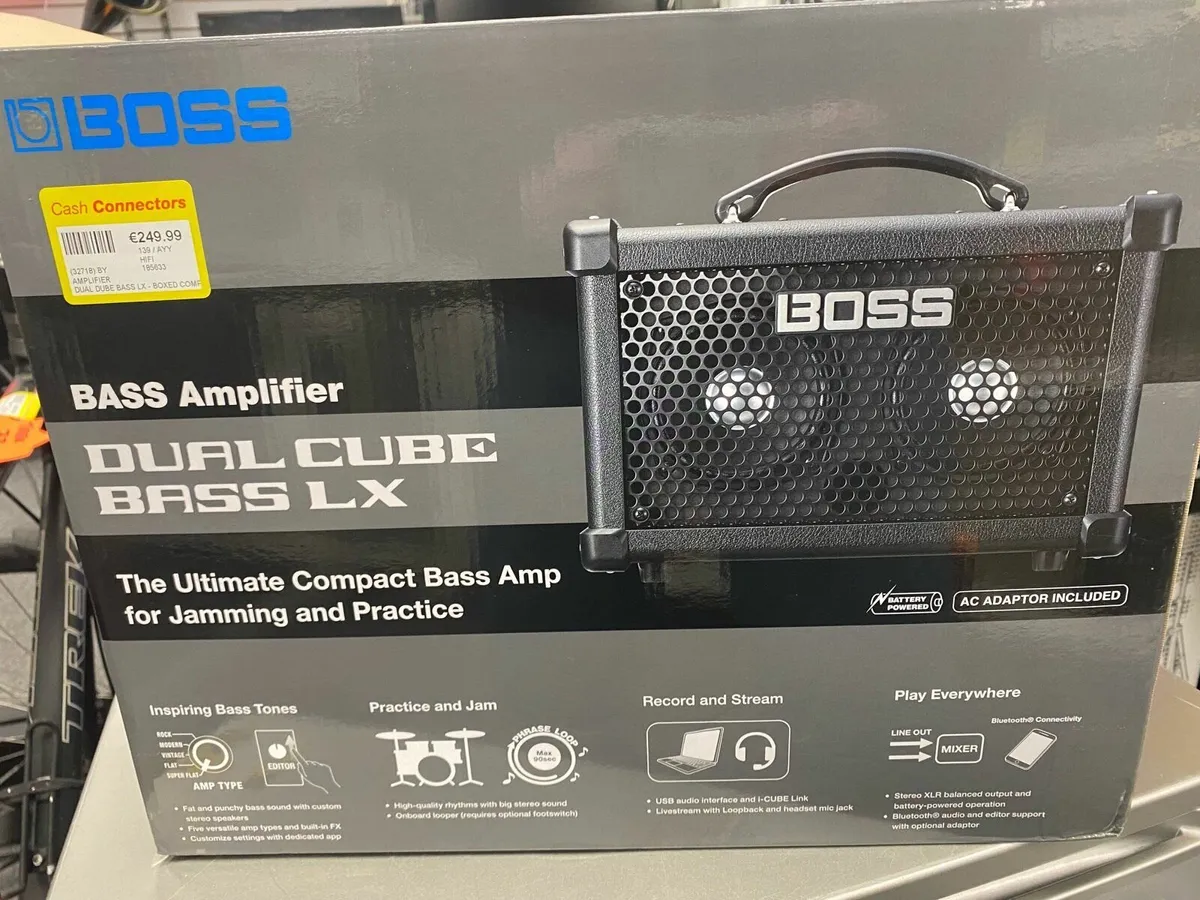 BOSS
Cash Connectors
€249.99
139 / AYY
HIFI
(32718) BY 185633
AMPLIFIER
DUAL DUBE BASS LX - BOXED COMP
BOSS
BASS Amplifier
DUAL CUBE
BASS LX
The Ultimate Compact Bass Amp
for Jamming and Practice
BATTERY
POWERED
AC ADAPTOR INCLUDED
Inspiring Bass Tones
ROCK
MODERN
VINTAGE
FLAT
SUPER FLAT
AMP TYPE
EDITOR
• Fat and punchy bass sound with custom
stereo speakers
• Five versatile amp types and built-in FX
• Customize settings with dedicated app
Practice and Jam
PHRASE LOOP
Max
90sec
• High-quality rhythms with big stereo sound
• Onboard looper (requires optional footswitch)
Record and Stream
• USB audio interface and i-CUBE Link
• Livestream with Loopback and headset mic jack
Play Everywhere
LINE OUT
MIXER
Bluetooth® Connectivity
• Stereo XLR balanced output and
battery-powered operation
• Bluetooth® audio and editor support
with optional adaptor
TREK